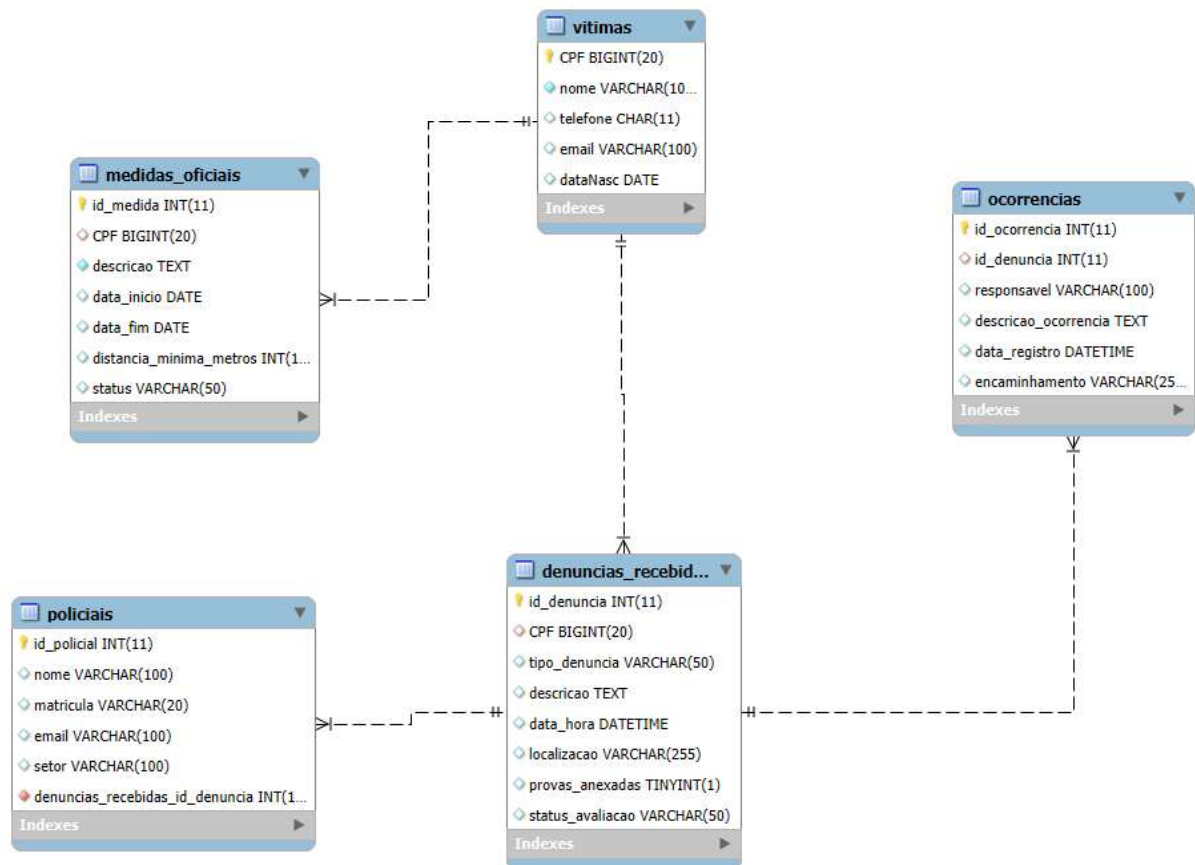 vitimas
CPF BIGINT(20)
nome VARCHAR(10...
telefone CHAR(11)
email VARCHAR(100)
dataNasc DATE
Indexes
medidas_oficiais
id_medida INT(11)
CPF BIGINT(20)
descricao TEXT
data_inicio DATE
data_fim DATE
distancia_minima_metros INT(1...
status VARCHAR(50)
Indexes
ocorrencias
id_ocorrencia INT(11)
id_denuncia INT(11)
responsavel VARCHAR(100)
descricao_ocorrencia TEXT
data_registro DATETIME
encaminhamento VARCHAR(25...
Indexes
denuncias_recebid...
id_denuncia INT(11)
CPF BIGINT(20)
tipo_denuncia VARCHAR(50)
descricao TEXT
data_hora DATETIME
localizacao VARCHAR(255)
provas_anexadas TINYINT(1)
status_avaliacao VARCHAR(50)
Indexes
policiais
id_policial INT(11)
nome VARCHAR(100)
matricula VARCHAR(20)
email VARCHAR(100)
setor VARCHAR(100)
denuncias_recebidas_id_denuncia INT(1...
Indexes